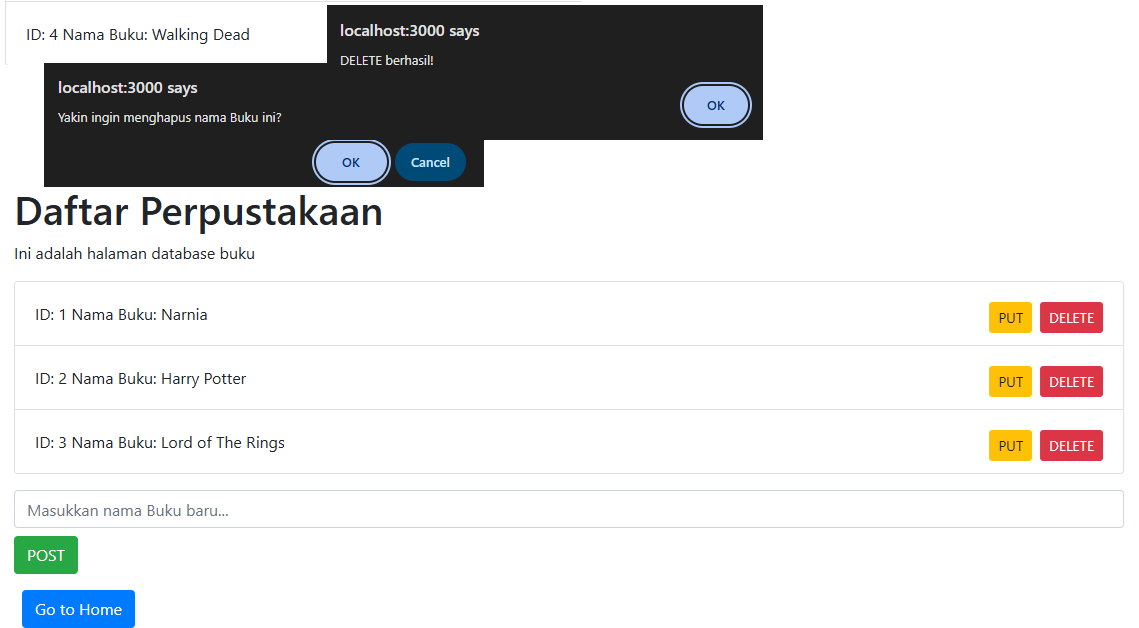 ID: 4 Nama Buku: Walking Dead
localhost:3000 says
DELETE berhasil!
OK
localhost:3000 says
Yakin ingin menghapus nama Buku ini?
OK Cancel
Daftar Perpustakaan
Ini adalah halaman database buku
ID: 1 Nama Buku: Narnia PUT DELETE
ID: 2 Nama Buku: Harry Potter PUT DELETE
ID: 3 Nama Buku: Lord of The Rings PUT DELETE
Masukkan nama Buku baru...
POST
Go to Home